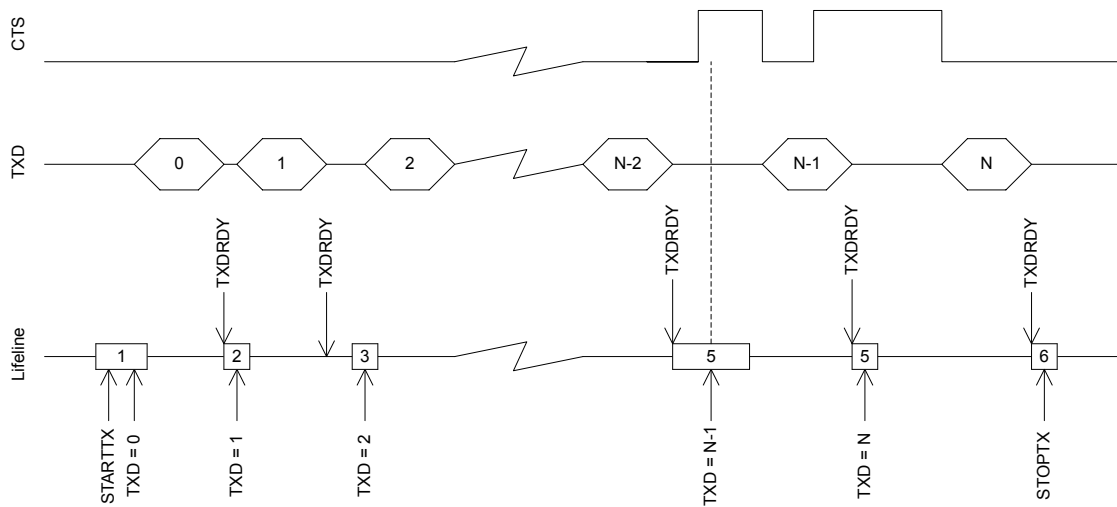 CTS
TXD
0
1
2
N-2
N-1
N
TXDRDY
TXDRDY
TXDRDY
TXDRDY
TXDRDY
Lifeline
1
2
3
5
5
6
STARTTX
TXD = 0
TXD = 1
TXD = 2
TXD = N-1
TXD = N
STOPTX